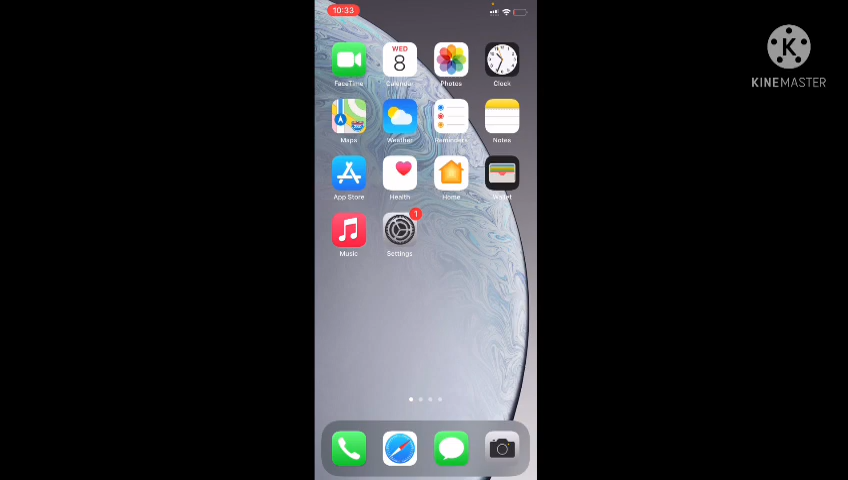 10:33
WED
8
FaceTime
Calendar
Photos
Clock
Maps
Weather
Reminders
Notes
App Store
Health
Home
Wallet
1
Music
Settings
K
KINEMASTER